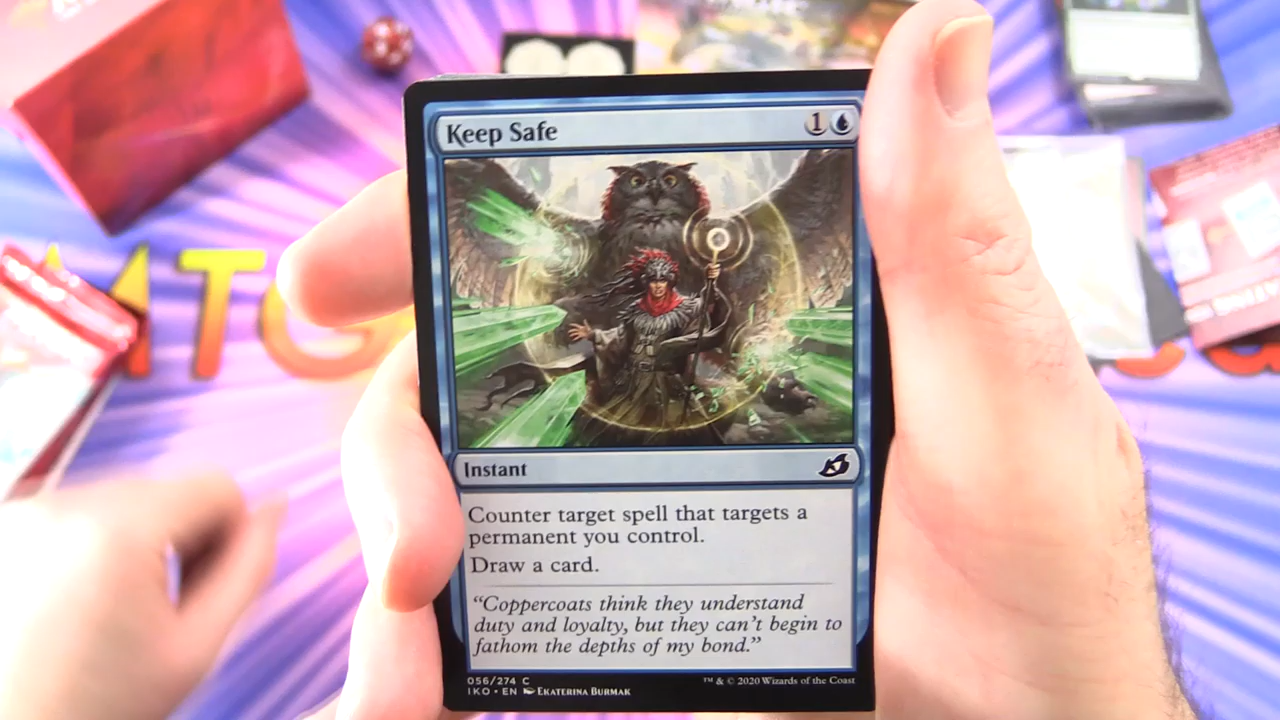 Keep Safe 1
Instant
Counter target spell that targets a
permanent you control.
Draw a card.
“Coppercoats think they understand
duty and loyalty, but they can’t begin to
fathom the depths of my bond.”
056/274 C
IKO • EN Ekaterina Burmak
™ & © 2020 Wizards of the Coast
MTG